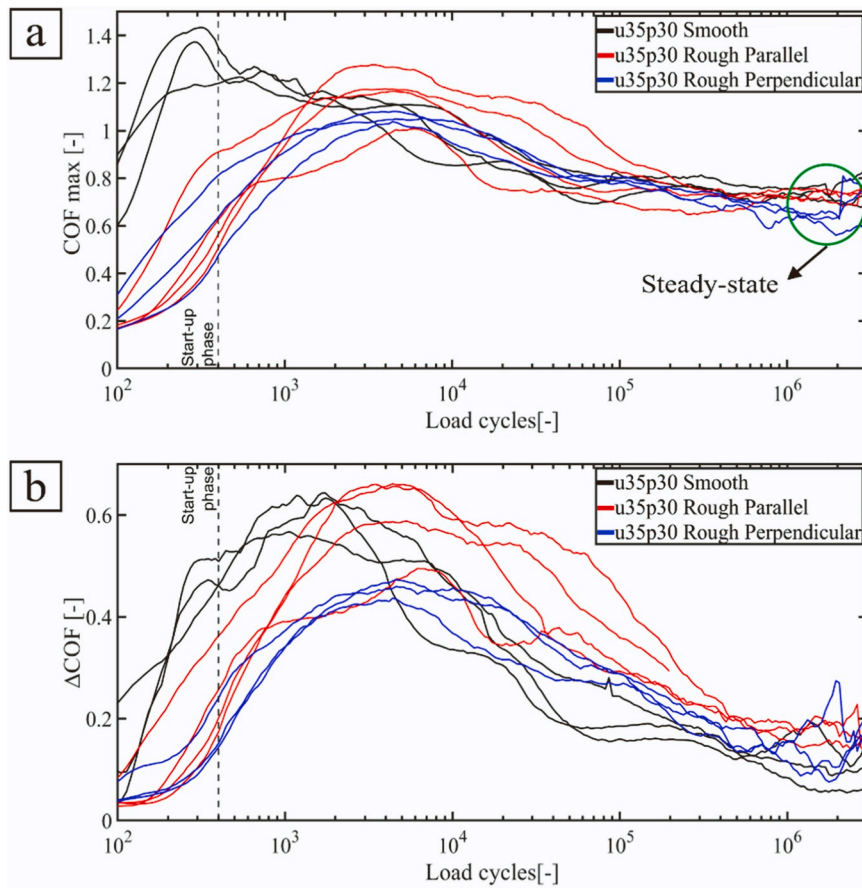 a
COF max [-]
1.4
1.2
1
0.8
0.6
0.4
0.2
0
u35p30 Smooth
u35p30 Rough Parallel
u35p30 Rough Perpendicular
Steady-state
Start-up
phase
10^2
10^3
10^4
10^5
10^6
Load cycles[-]
b
ΔCOF [-]
0.6
0.4
0.2
0
Start-up
phase
u35p30 Smooth
u35p30 Rough Parallel
u35p30 Rough Perpendicular
10^2
10^3
10^4
10^5
10^6
Load cycles[-]